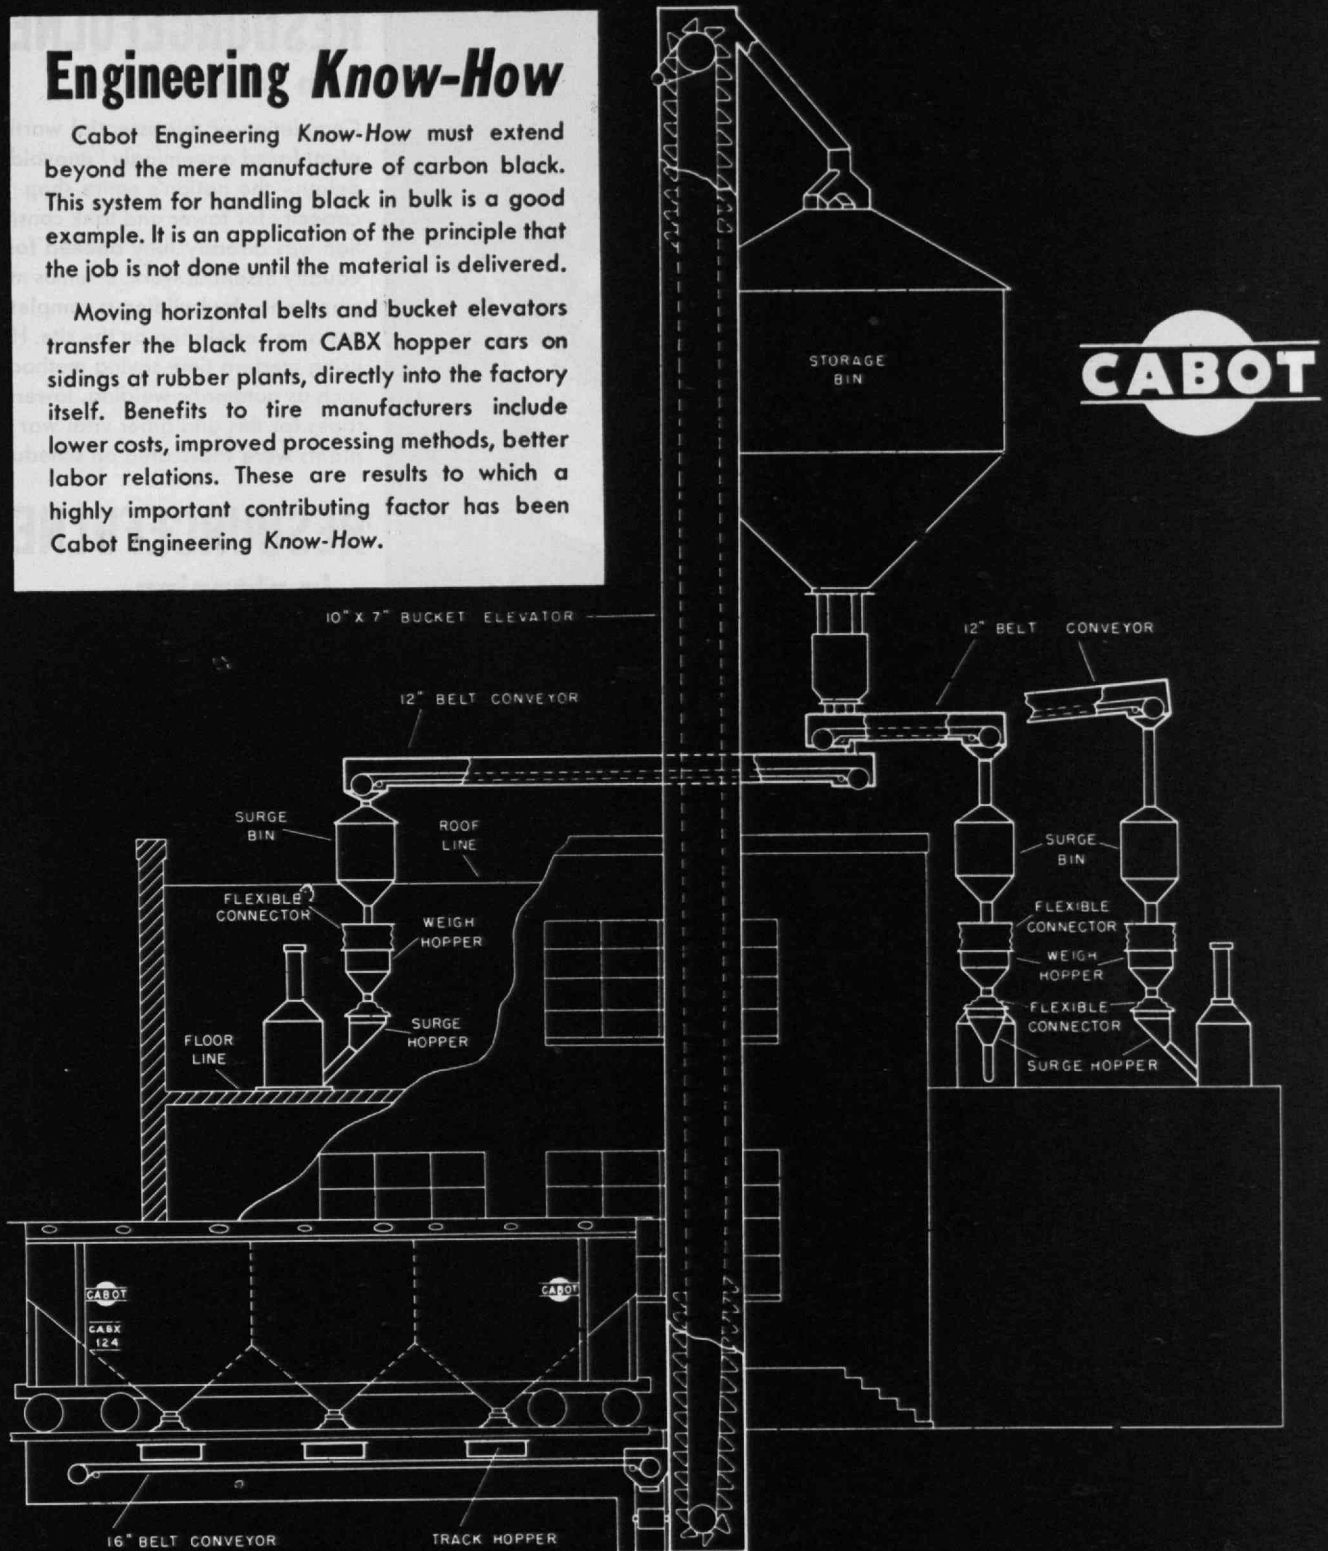 Engineering Know-How
Cabot Engineering Know-How must extend
beyond the mere manufacture of carbon black.
This system for handling black in bulk is a good
example. It is an application of the principle that
the job is not done until the material is delivered.
Moving horizontal belts and bucket elevators
transfer the black from CABX hopper cars on
sidings at rubber plants, directly into the factory
itself. Benefits to tire manufacturers include
lower costs, improved processing methods, better
labor relations. These are results to which a
highly important contributing factor has been
Cabot Engineering Know-How.
STORAGE
BIN
CABOT
10" X 7" BUCKET ELEVATOR
12" BELT CONVEYOR
12" BELT CONVEYOR
SURGE
BIN
ROOF
LINE
FLEXIBLE
CONNECTOR
WEIGH
HOPPER
SURGE
HOPPER
FLOOR
LINE
SURGE
BIN
FLEXIBLE
CONNECTOR
WEIGH
HOPPER
FLEXIBLE
CONNECTOR
SURGE HOPPER
CABOT
CABX
124
CABOT
16" BELT CONVEYOR
TRACK HOPPER